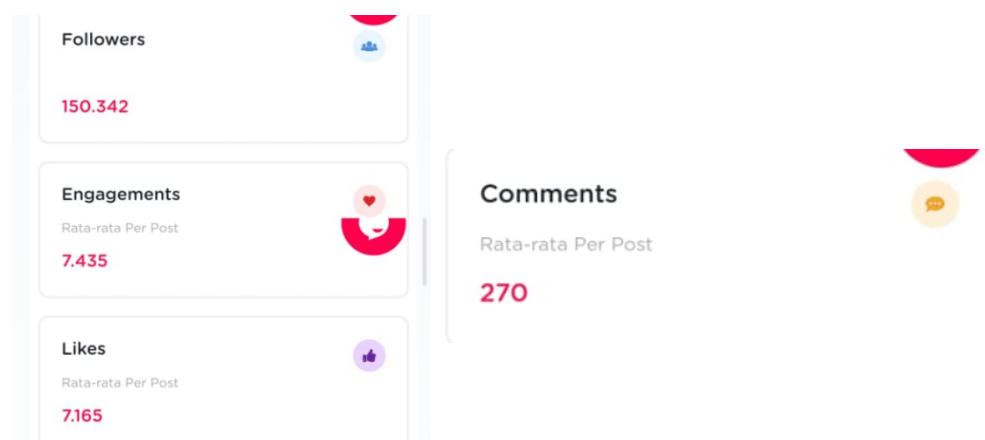 Followers
150.342
Engagements
Rata-rata Per Post
7.435
Likes
Rata-rata Per Post
7.165
Comments
Rata-rata Per Post
270